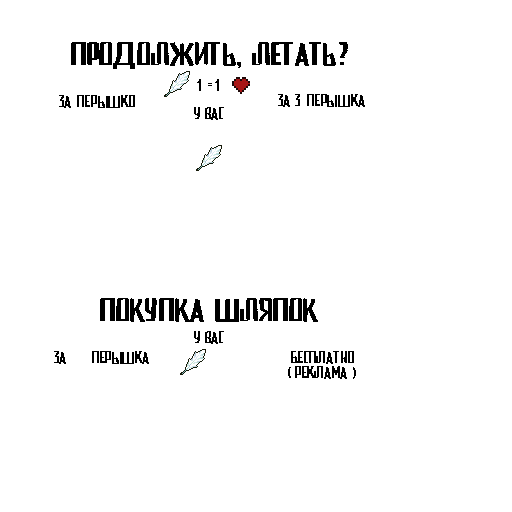 ПРОДОЛЖИТЬ, ЛЕТАТЬ?
1 = 1
ЗА ПЕРЫШКО
ЗА 3 ПЕРЫШКА
У ВАС
ПОКУПКА ШЛЯПОК
У ВАС
ЗА ПЕРЫШКА
БЕСПЛАТНО
( РЕКЛАМА )